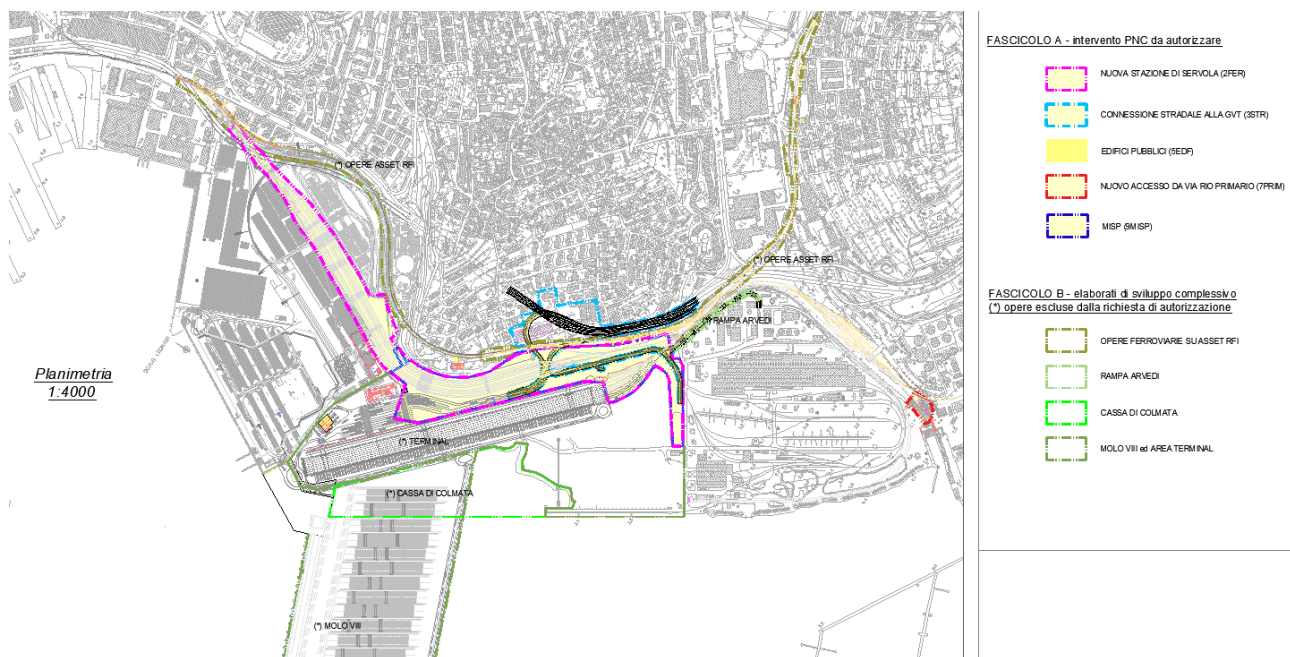 FASCICOLO A - intervento PNC da autorizzare
NUOVA STAZIONE DI SERVOLA (2FER)
CONNESSIONE STRADALE ALLA GVT (3STR)
EDIFICI PUBBLICI (5EDF)
NUOVO ACCESSO DA VIA RIO PRIMARIO (7PRIM)
MISP (9MISP)
FASCICOLO B - elaborati di sviluppo complessivo
(*) opere escluse dalla richiesta di autorizzazione
OPERE FERROVIARIE SU ASSET RFI
RAMPA ARVEDI
CASSA DI COLMATA
MOLO VIII ed AREA TERMINAL
Planimetria
1:4000
(*) OPERE ASSET RFI
(*) OPERE ASSET RFI
(*) RAMPA ARVEDI
(*) TERMINAL
(*) CASSA DI COLMATA
(*) MOLO VIII